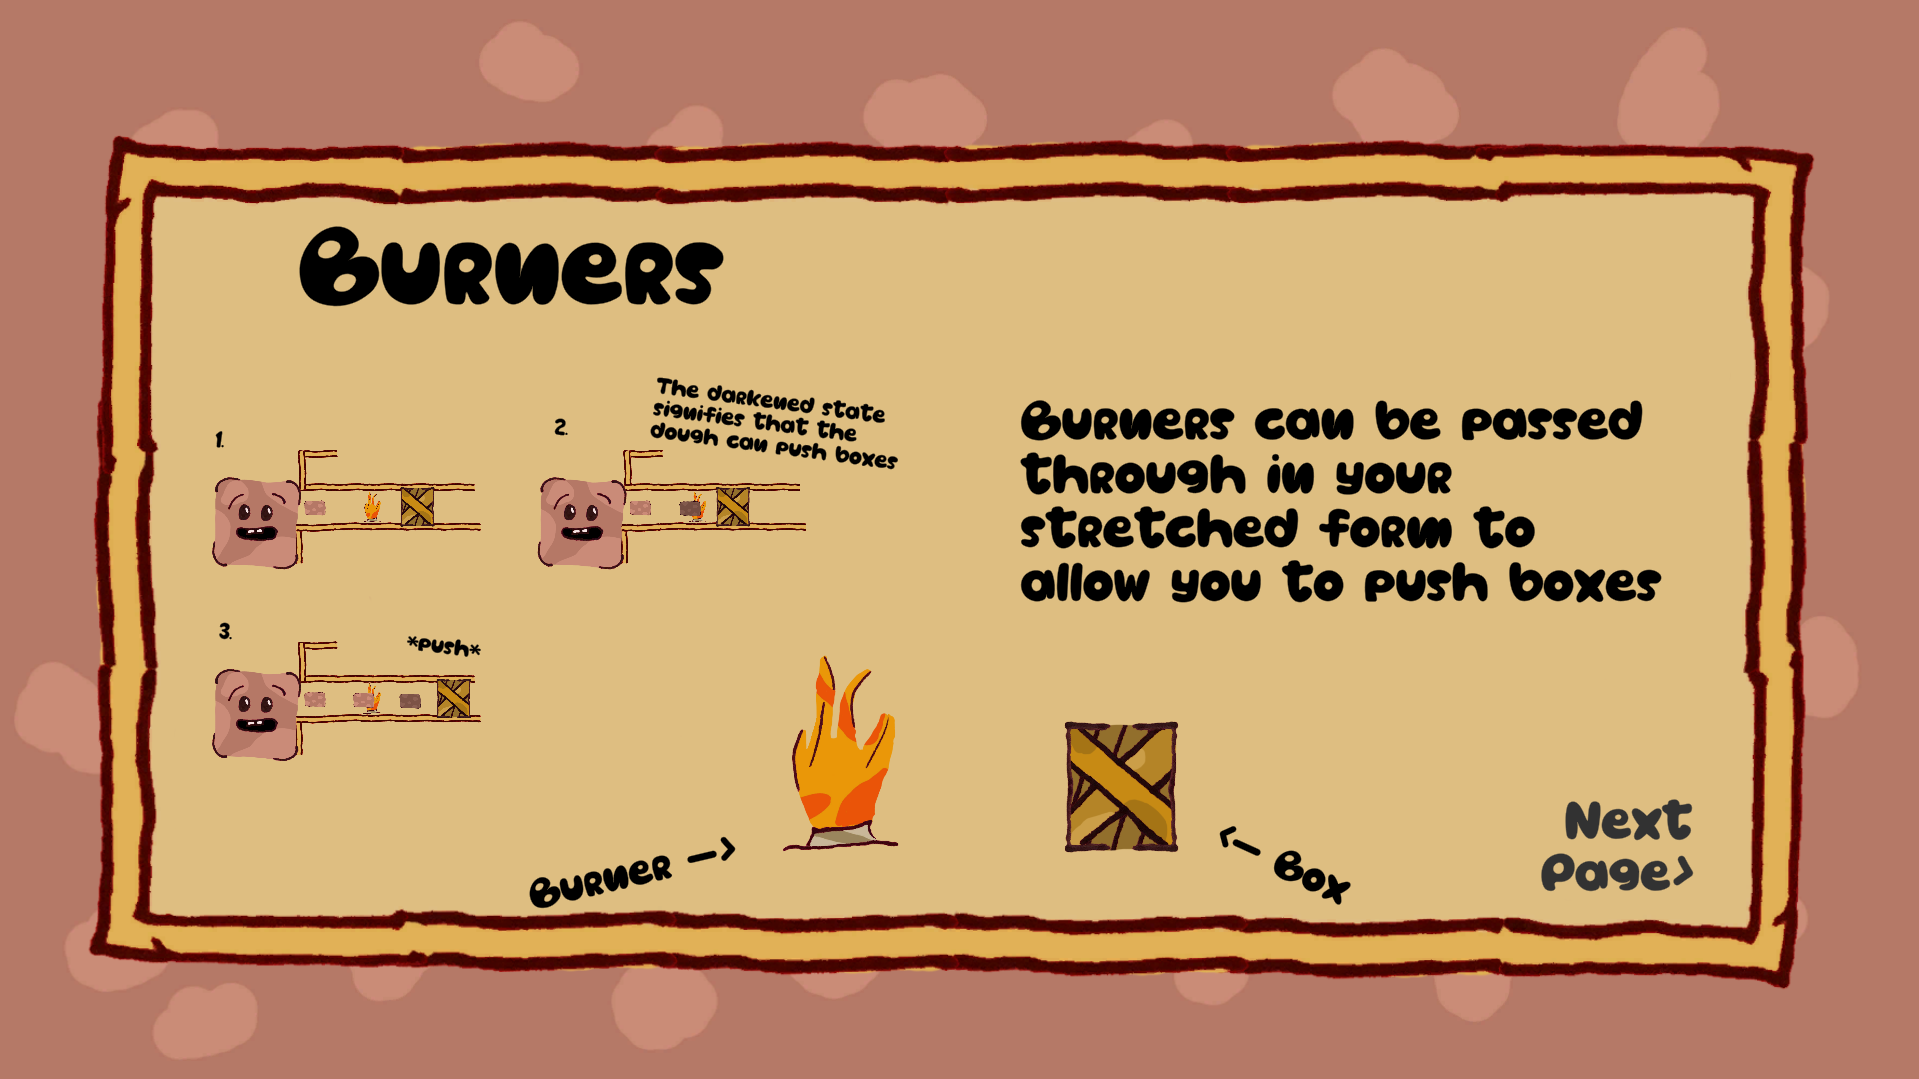 Burners
The darkened state
signifies that the
dough can push boxes
1.
2.
Burners can be passed
through in your
stretched form to
allow you to push boxes
3.
*push*
Burner -->
<-- Box
Next
Page>